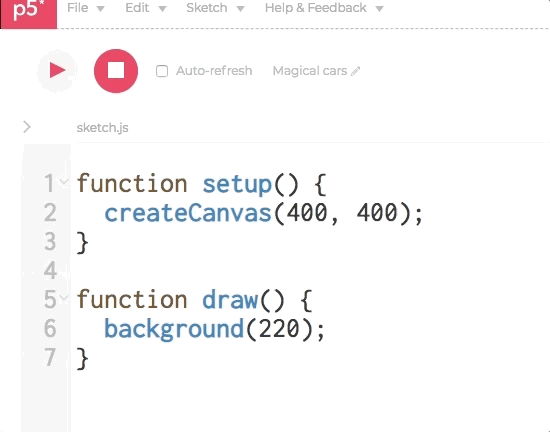 p5*
File Edit Sketch Help & Feedback
Auto-refresh Magical cars
sketch.js
1 function setup() {
2   createCanvas(400, 400);
3 }
4
5 function draw() {
6   background(220);
7 }